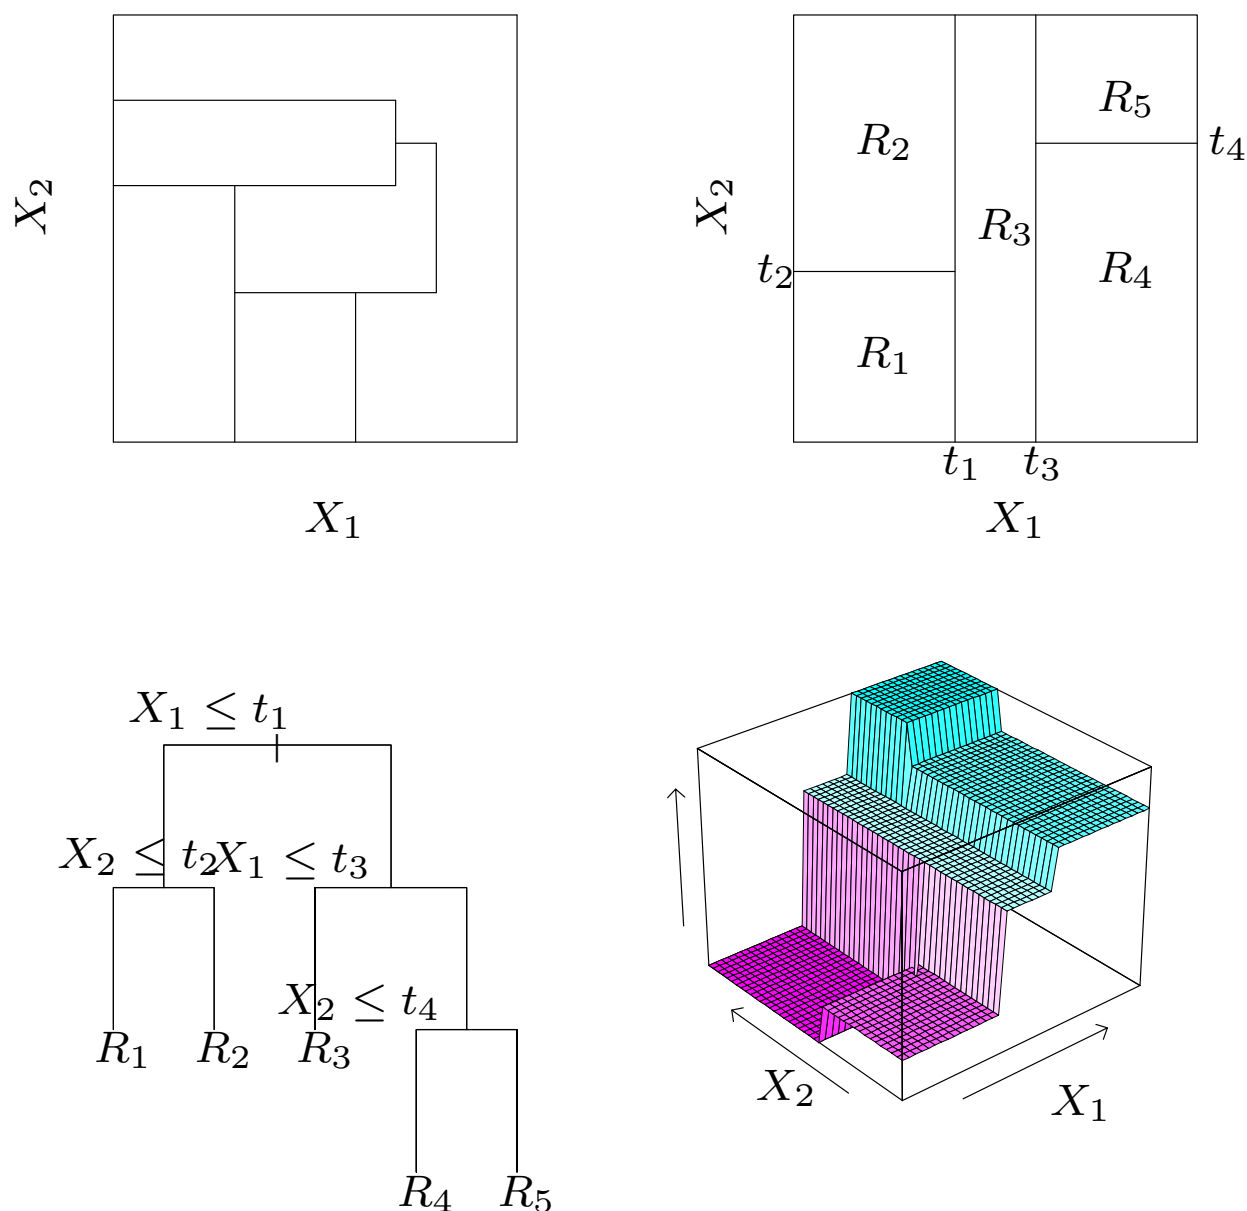 X₂
X₁
R₅
R₂
t₄
X₂
R₃
t₂
R₄
R₁
t₁ t₃
X₁
X₁ ≤ t₁
X₂ ≤ t₂
X₁ ≤ t₃
X₂ ≤ t₄
R₁ R₂ R₃
R₄ R₅
X₂
X₁